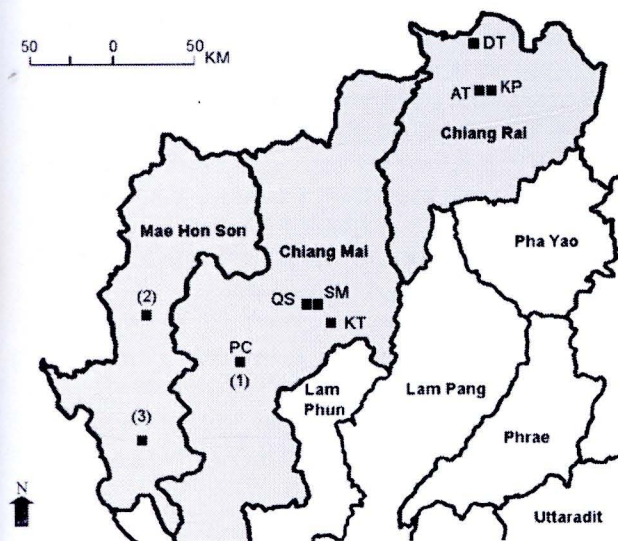 50 0 50
KM
DT
AT KP
Chiang Rai
Mae Hon Son
Chiang Mai
Pha Yao
(2)
QS SM
KT
PC
(1)
Lam
Phun
Lam Pang
(3)
Phrae
N
Uttaradit